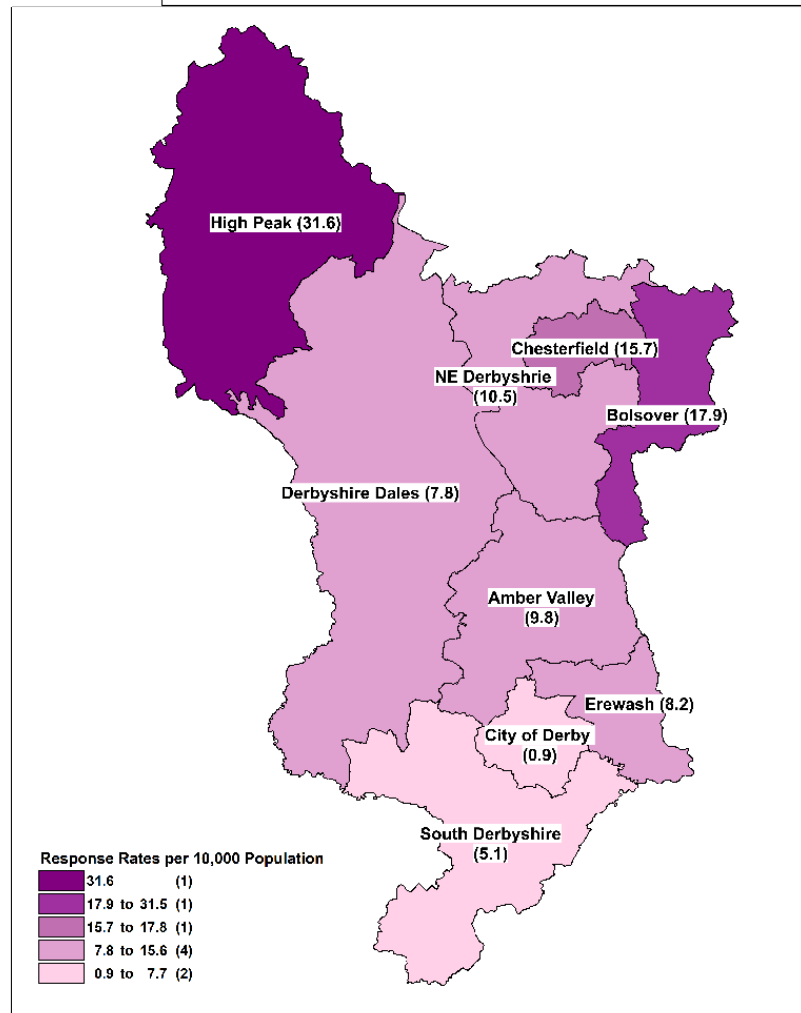 High Peak (31.6)
Chesterfield (15.7)
NE Derbyshrie
(10.5)
Bolsover (17.9)
Derbyshire Dales (7.8)
Amber Valley
(9.8)
Erewash (8.2)
City of Derby
(0.9)
South Derbyshire
(5.1)
Response Rates per 10,000 Population
31.6 (1)
17.9 to 31.5 (1)
15.7 to 17.8 (1)
7.8 to 15.6 (4)
0.9 to 7.7 (2)